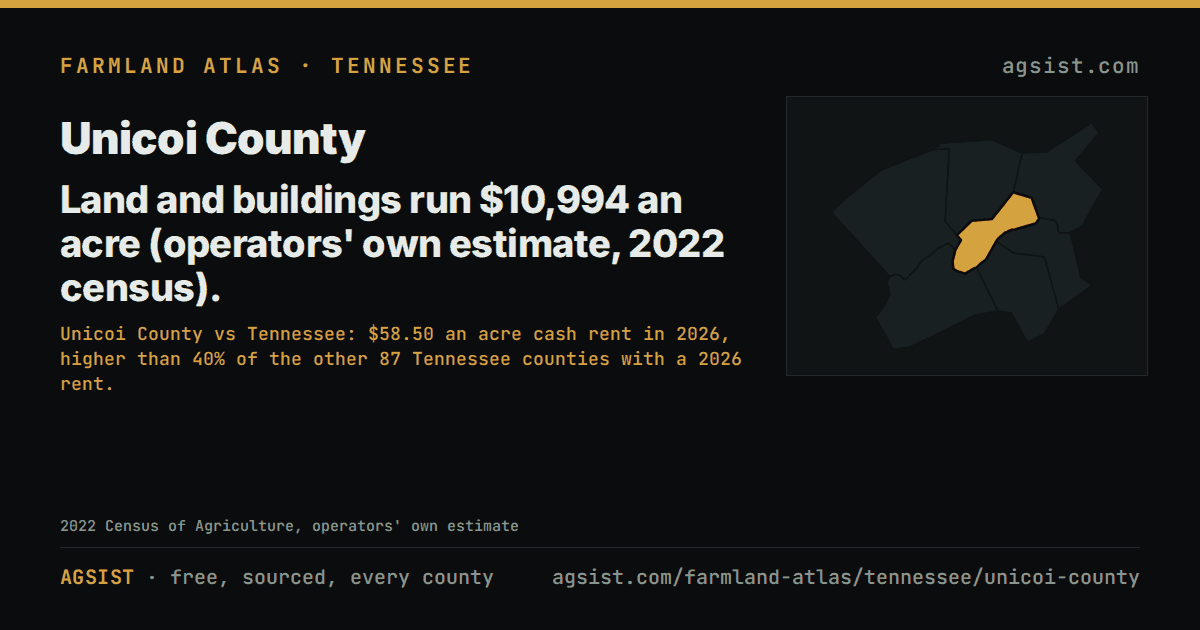 FARMLAND ATLAS · TENNESSEE
agsist.com
Unicoi County
Land and buildings run $10,994 an
acre (operators' own estimate, 2022
census).
Unicoi County vs Tennessee: $58.50 an acre cash rent in 2026,
higher than 40% of the other 87 Tennessee counties with a 2026
rent.
2022 Census of Agriculture, operators' own estimate
AGSIST · free, sourced, every county
agsist.com/farmland-atlas/tennessee/unicoi-county